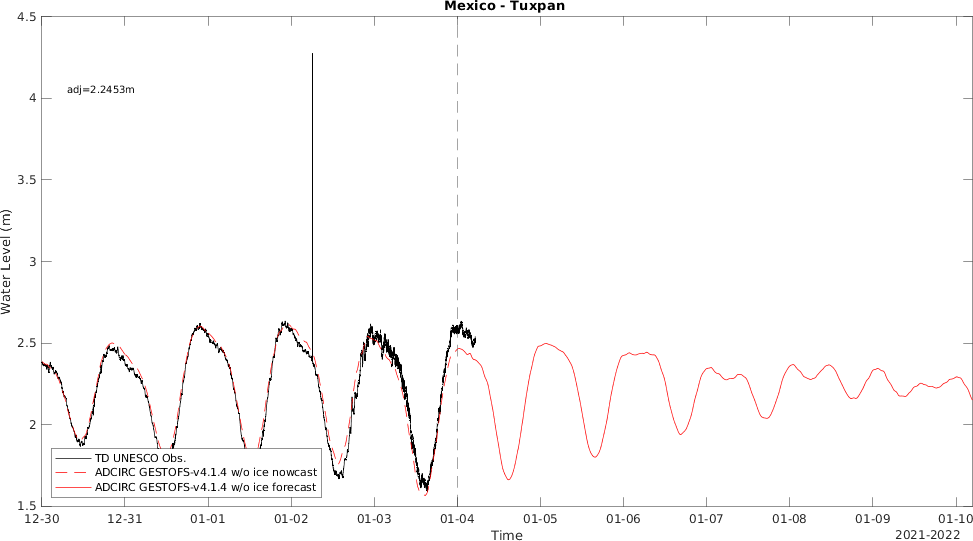 Mexico - Tuxpan
Water Level (m)
4.5
4
3.5
3
2.5
2
1.5
adj=2.2453m
TD UNESCO Obs.
ADCIRC GESTOFS-v4.1.4 w/o ice nowcast
ADCIRC GESTOFS-v4.1.4 w/o ice forecast
12-30 12-31 01-01 01-02 01-03 01-04 01-05 01-06 01-07 01-08 01-09 01-10
Time
2021-2022